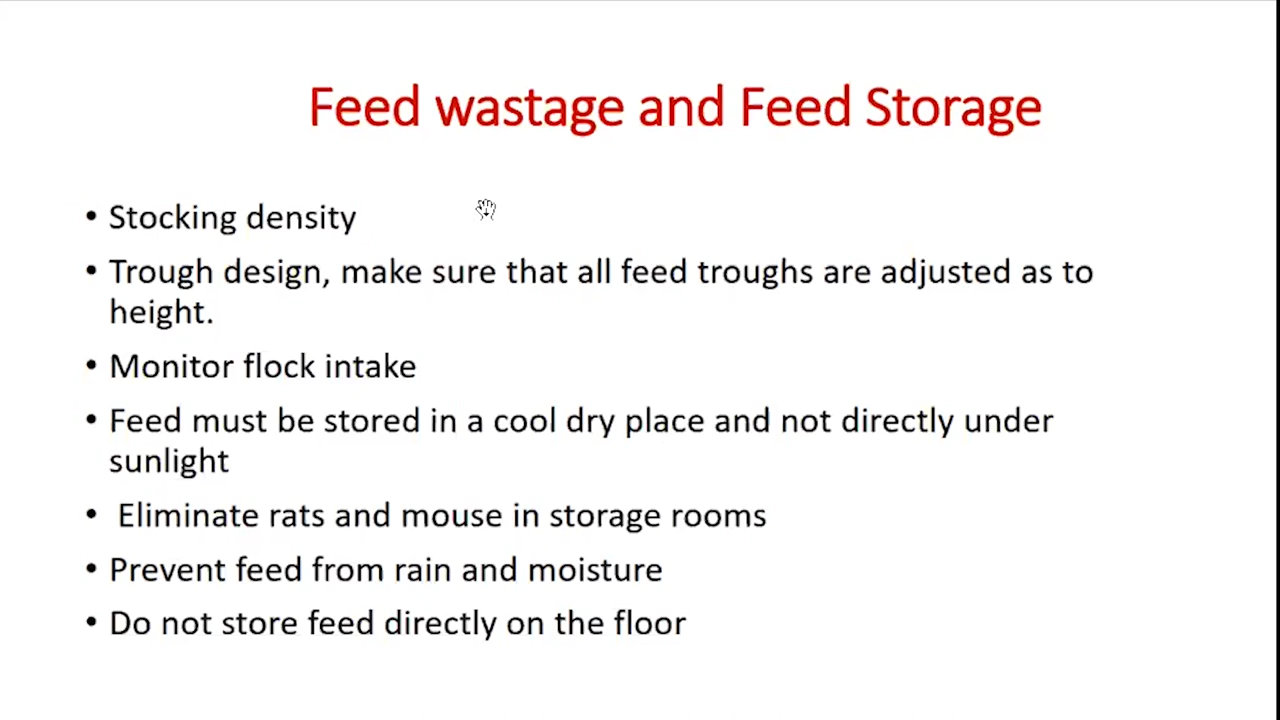 Feed wastage and Feed Storage
• Stocking density
• Trough design, make sure that all feed troughs are adjusted as to
height.
• Monitor flock intake
• Feed must be stored in a cool dry place and not directly under
sunlight
• Eliminate rats and mouse in storage rooms
• Prevent feed from rain and moisture
• Do not store feed directly on the floor